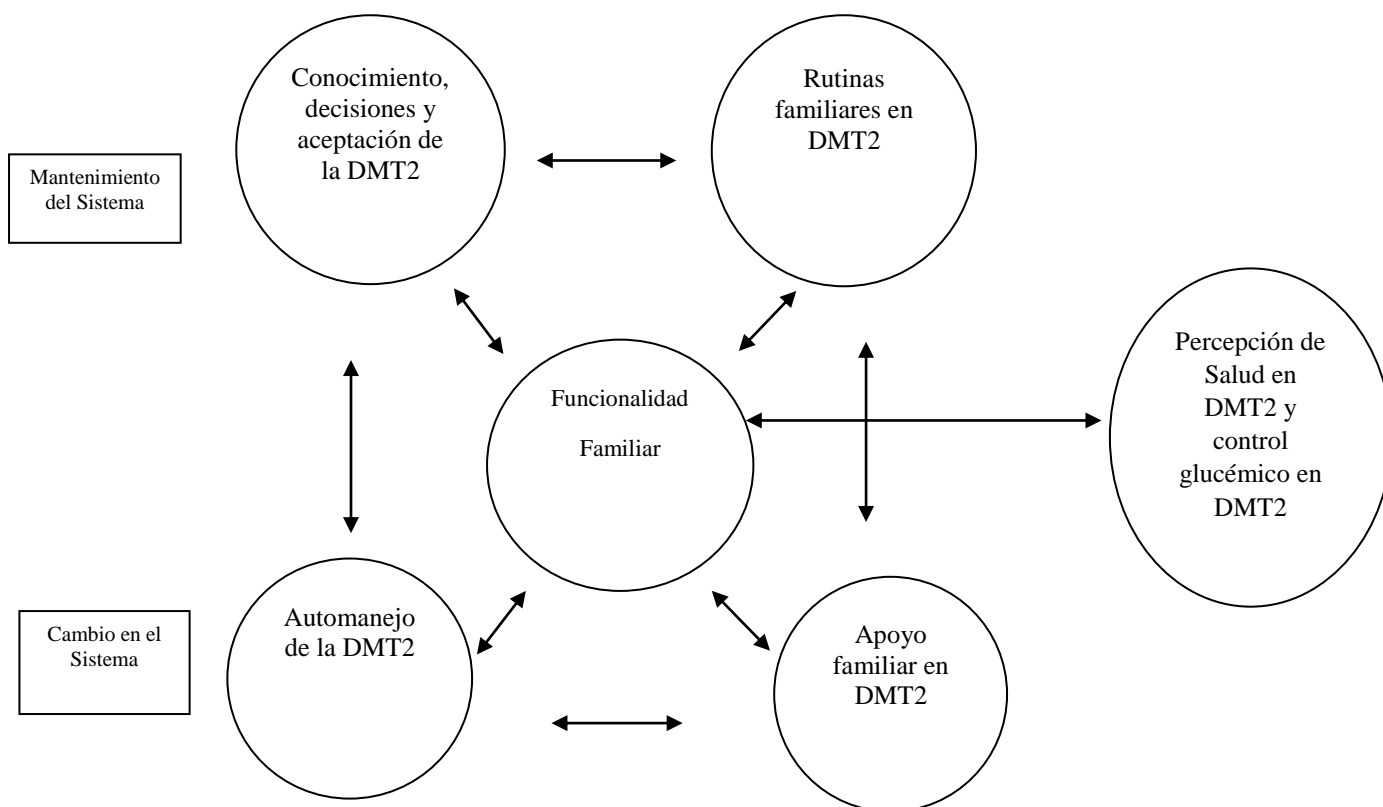 Conocimiento,
decisiones y
aceptación de
la DMT2
Rutinas
familiares en
DMT2
Mantenimiento
del Sistema
Percepción de
Salud en
DMT2 y
control
glucémico en
DMT2
Funcionalidad
Familiar
Cambio en el
Sistema
Automanejo
de la DMT2
Apoyo
familiar en
DMT2